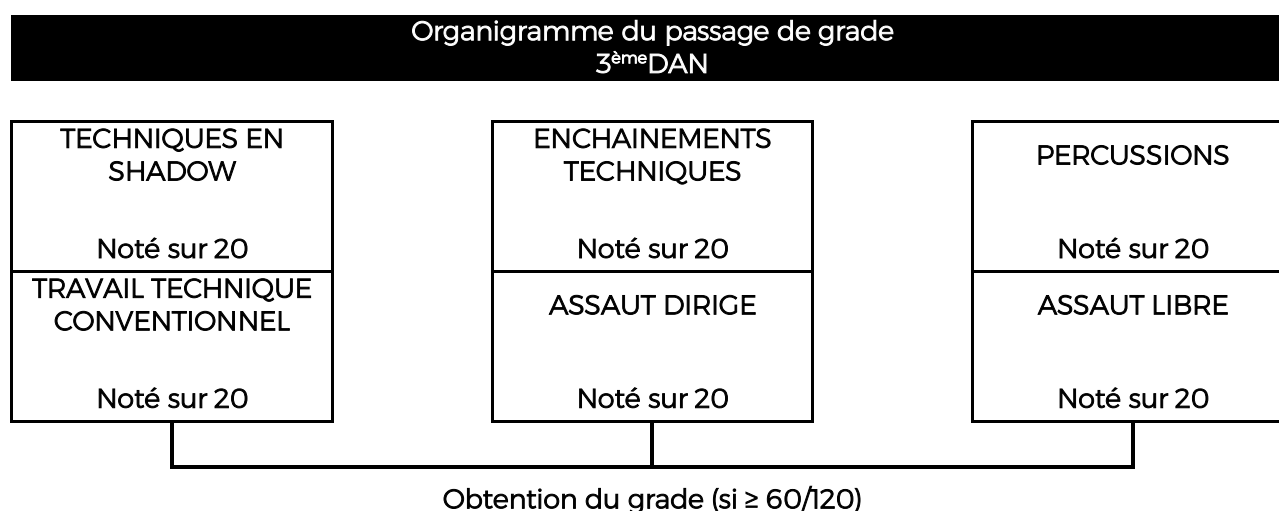 Organigramme du passage de grade
3èmeDAN
TECHNIQUES EN
SHADOW
Noté sur 20
TRAVAIL TECHNIQUE
CONVENTIONNEL
Noté sur 20
ENCHAINEMENTS
TECHNIQUES
Noté sur 20
ASSAUT DIRIGE
Noté sur 20
PERCUSSIONS
Noté sur 20
ASSAUT LIBRE
Noté sur 20
Obtention du grade (si ≥ 60/120)